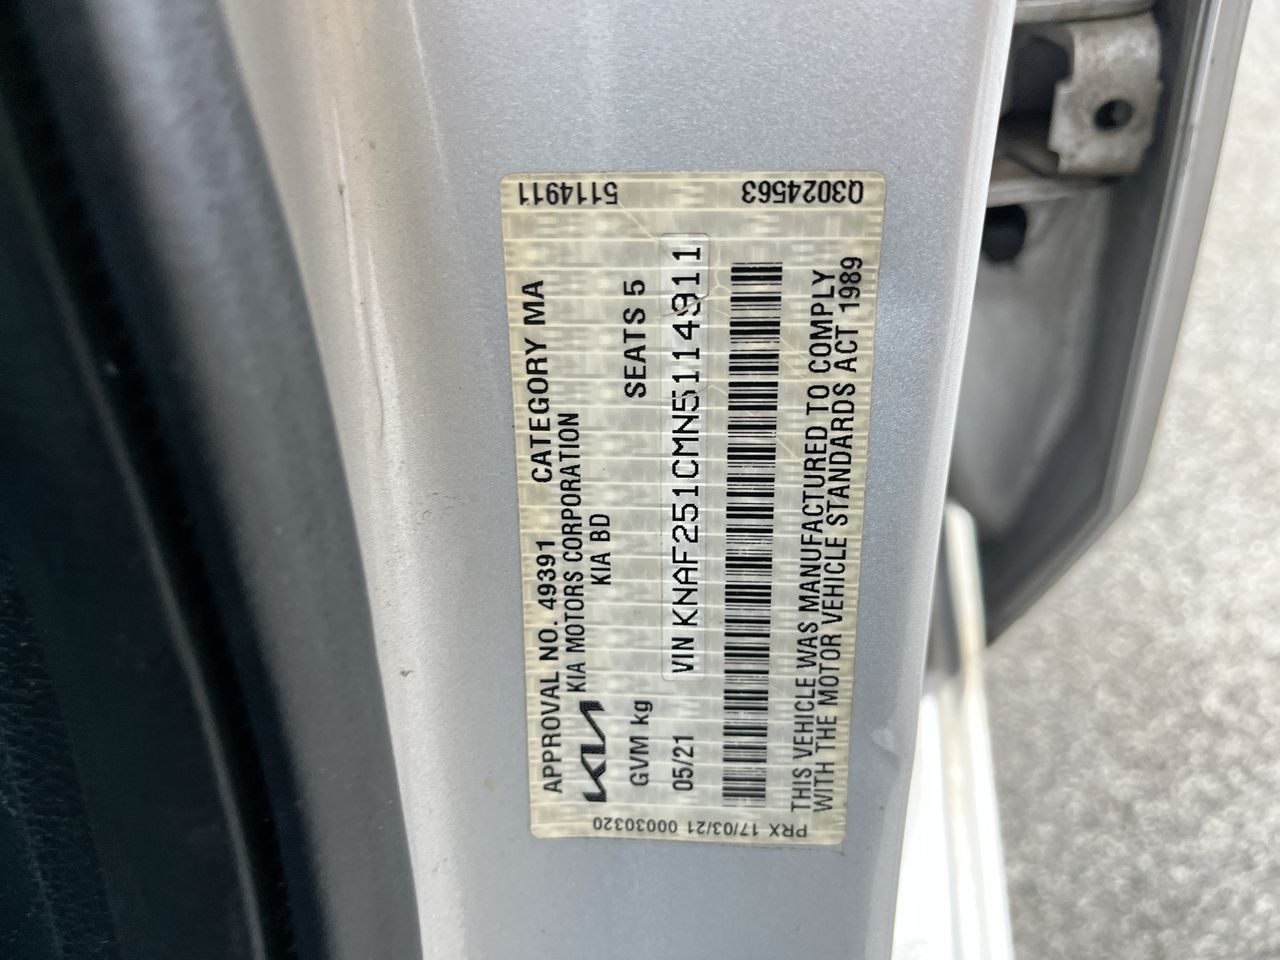 APPROVAL NO. 49391 CATEGORY MA
KIA KIA MOTORS CORPORATION
KIA BD
GVM kg SEATS 5
05/21 VIN KNAF251CMN5114911
THIS VEHICLE WAS MANUFACTURED TO COMPLY
WITH THE MOTOR VEHICLE STANDARDS ACT 1989
PRX 17/03/21 00030320
Q3024563 5114911